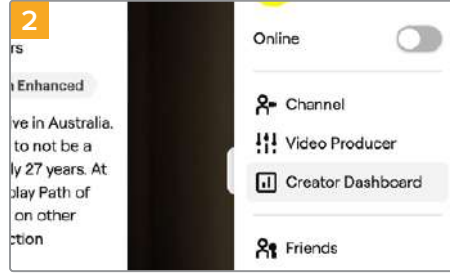 2
rs
Enhanced
ve in Australia.
to not be a
ly 27 years. At
play Path of
on other
ction
Online
Channel
Video Producer
Creator Dashboard
Friends